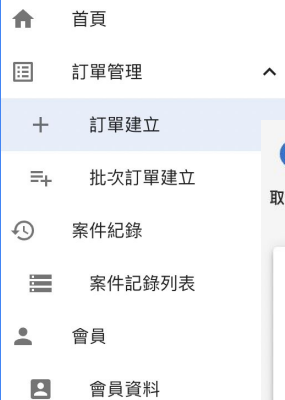 首頁
訂單管理
訂單建立
批次訂單建立
取
案件紀錄
案件記錄列表
會員
會員資料